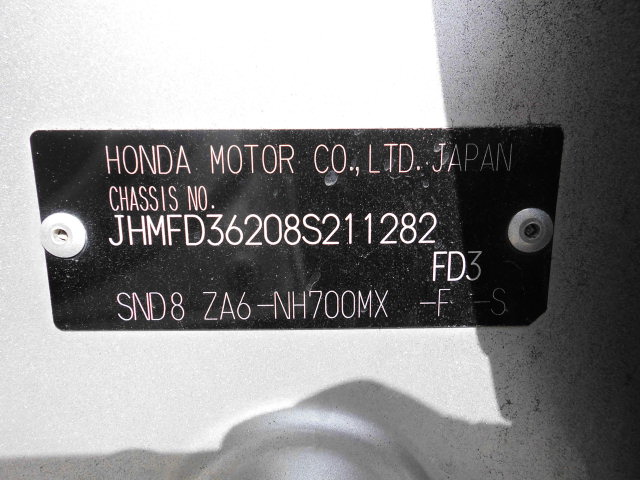 HONDA MOTOR CO.,LTD. JAPAN
CHASSIS NO.
JHMFD36208S211282
FD3
SND8 ZA6-NH700MX -F -S